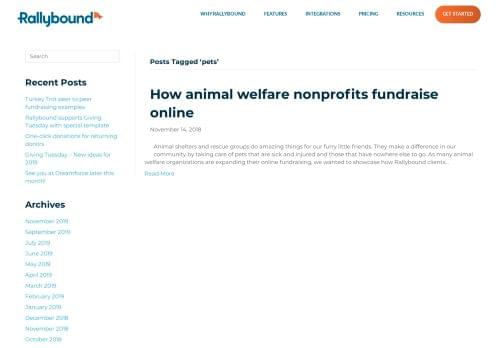 Rallybound
WHY RALLYBOUND
FEATURES
INTEGRATIONS
PRICING
RESOURCES
GET STARTED
Search
Recent Posts
Turkey Trot peer to peer
fundraising examples
Rallybound supports Giving
Tuesday with special template
One-click donations for returning
donors
Giving Tuesday – New ideas for
2019
See you at Dreamforce later this
month!
Archives
November 2019
September 2019
July 2019
June 2019
May 2019
April 2019
March 2019
February 2019
January 2019
December 2018
November 2018
October 2018
Posts Tagged ‘pets’
How animal welfare nonprofits fundraise
online
November 14, 2018
Animal shelters and rescue groups do amazing things for our furry little friends. They make a difference in our
community by taking care of pets that are sick and injured and those that have nowhere else to go. As many animal
welfare organizations are expanding their online fundraising, we wanted to showcase how Rallybound clients…
Read More